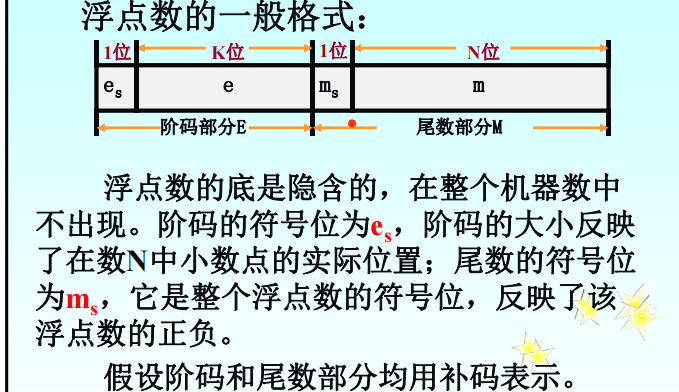 浮点数的一般格式：
1位 K位 1位 N位
es e ms m
阶码部分E 尾数部分M
浮点数的底是隐含的，在整个机器数中
不出现。阶码的符号位为es，阶码的大小反映
了在数N中小数点的实际位置；尾数的符号位
为ms，它是整个浮点数的符号位，反映了该
浮点数的正负。
假设阶码和尾数部分均用补码表示。